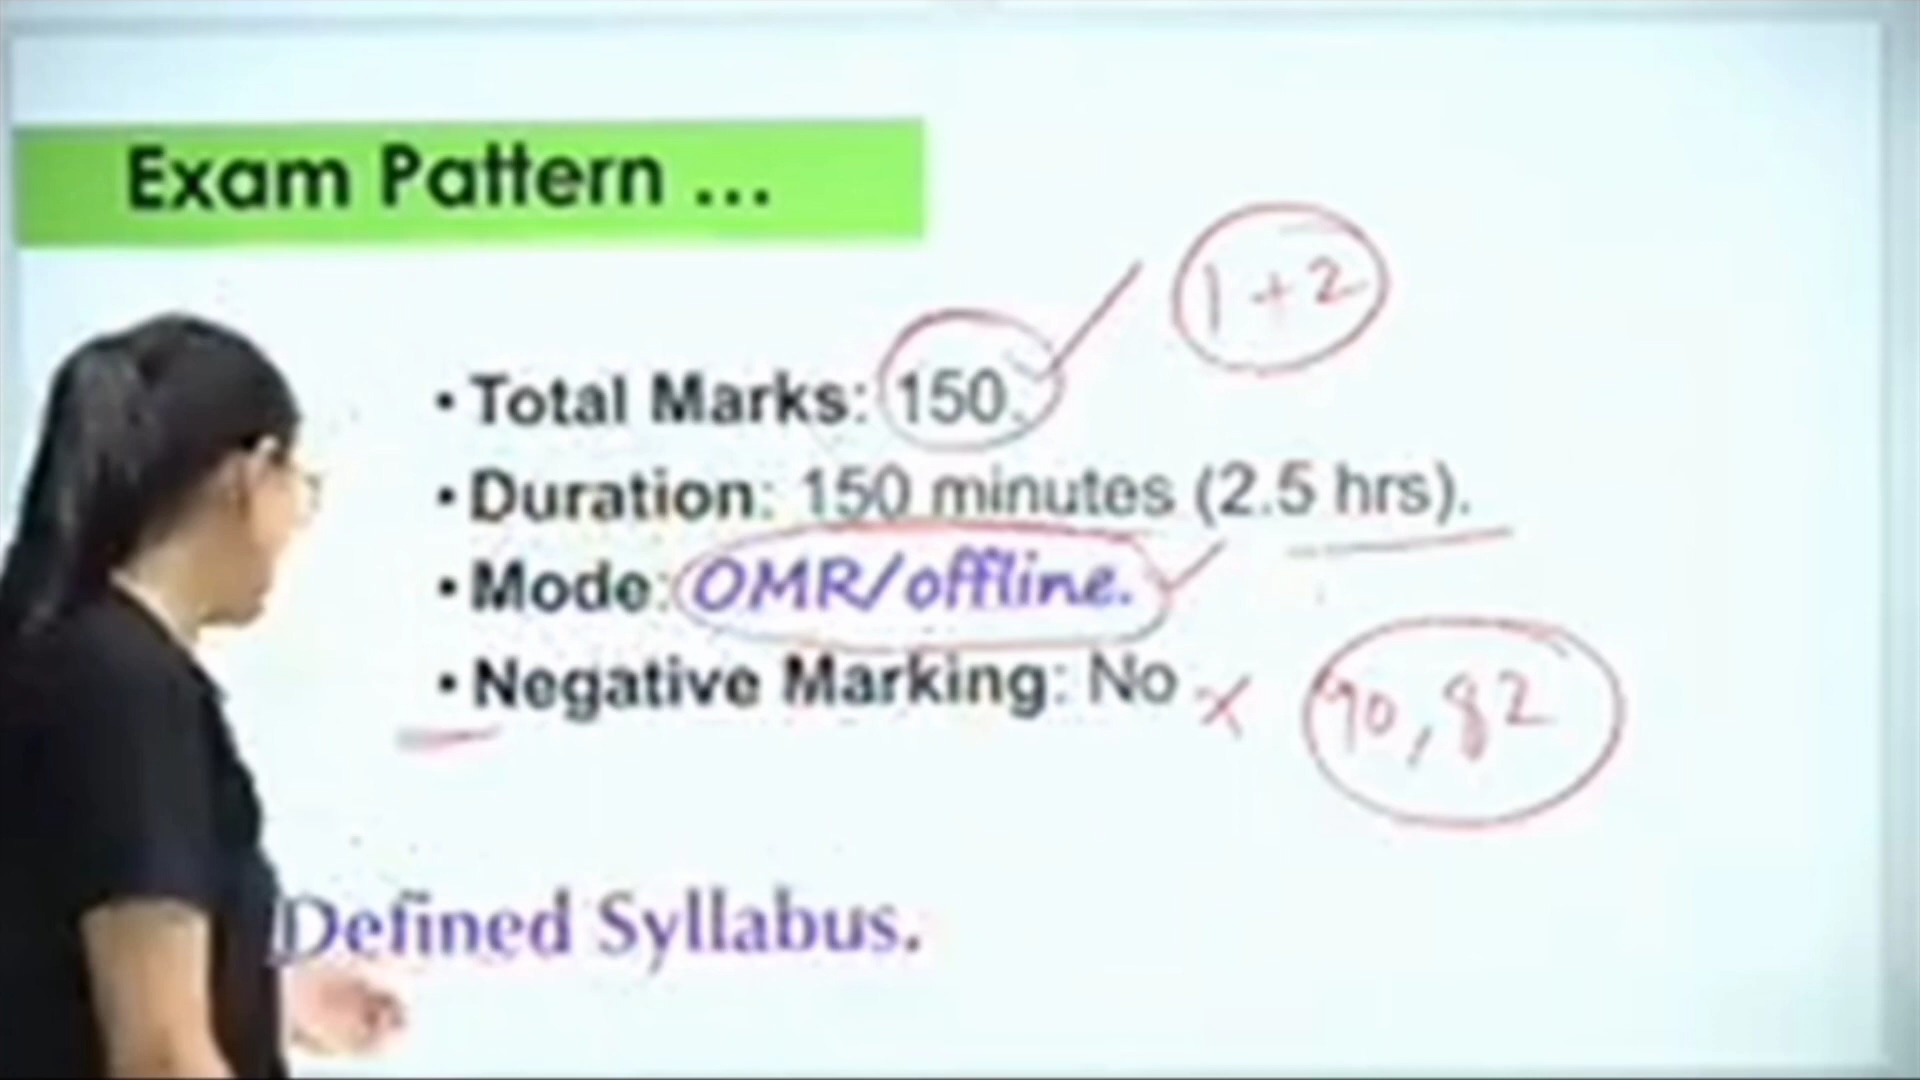 Exam Pattern ...
1+2
• Total Marks: 150.
• Duration: 150 minutes (2.5 hrs).
• Mode: OMR/offline.
• Negative Marking: No x
90, 82
Defined Syllabus.